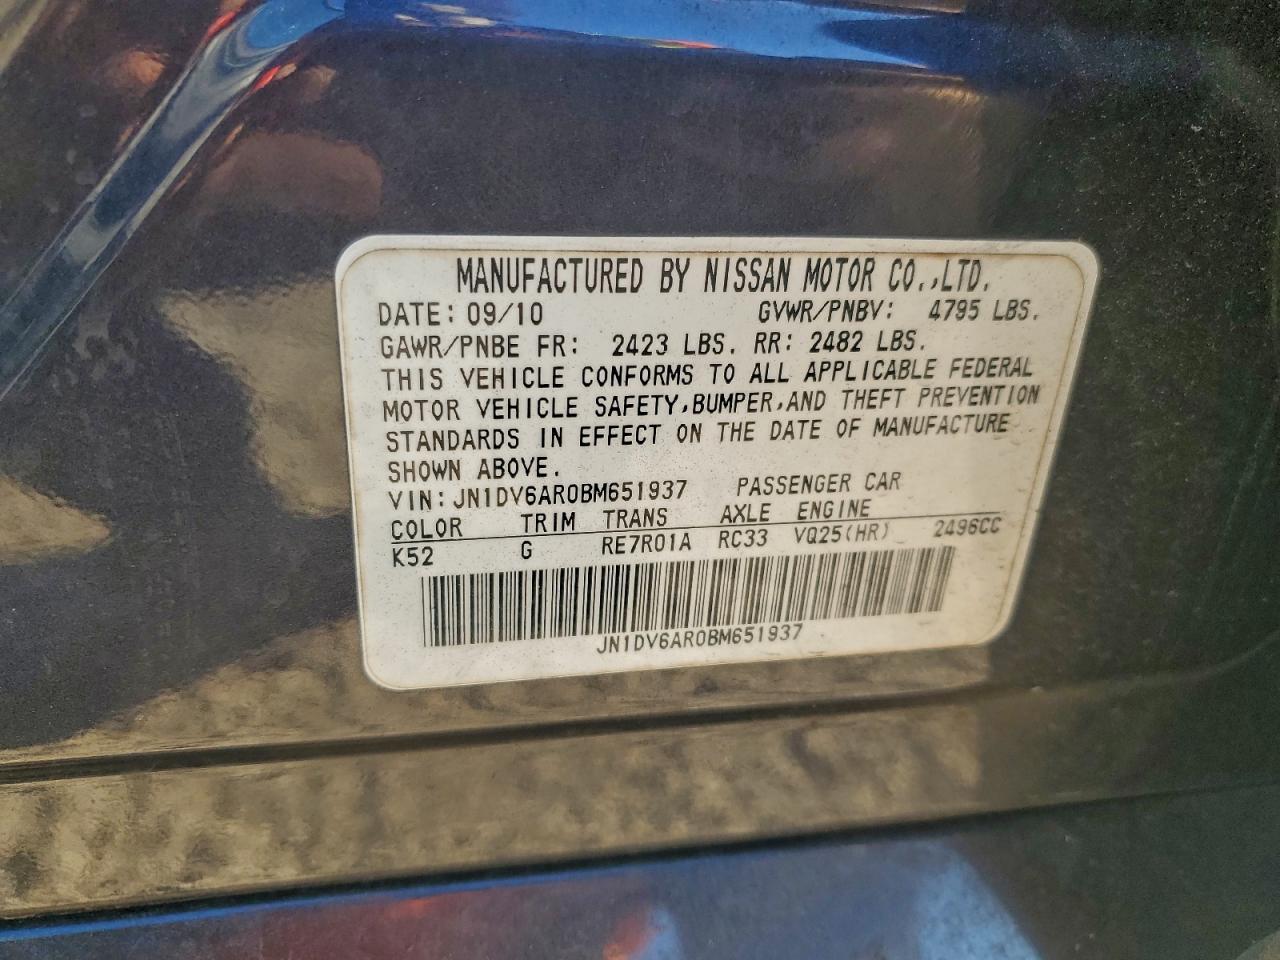 MANUFACTURED BY NISSAN MOTOR CO.,LTD.
DATE: 09/10 GVWR/PNBV: 4795 LBS.
GAWR/PNBE FR: 2423 LBS. RR: 2482 LBS.
THIS VEHICLE CONFORMS TO ALL APPLICABLE FEDERAL
MOTOR VEHICLE SAFETY,BUMPER,AND THEFT PREVENTION
STANDARDS IN EFFECT ON THE DATE OF MANUFACTURE
SHOWN ABOVE.
VIN: JN1DV6AR0BM651937 PASSENGER CAR
COLOR TRIM TRANS AXLE ENGINE
K52 G RE7R01A RC33 VQ25(HR) 2496CC
JN1DV6AR0BM651937